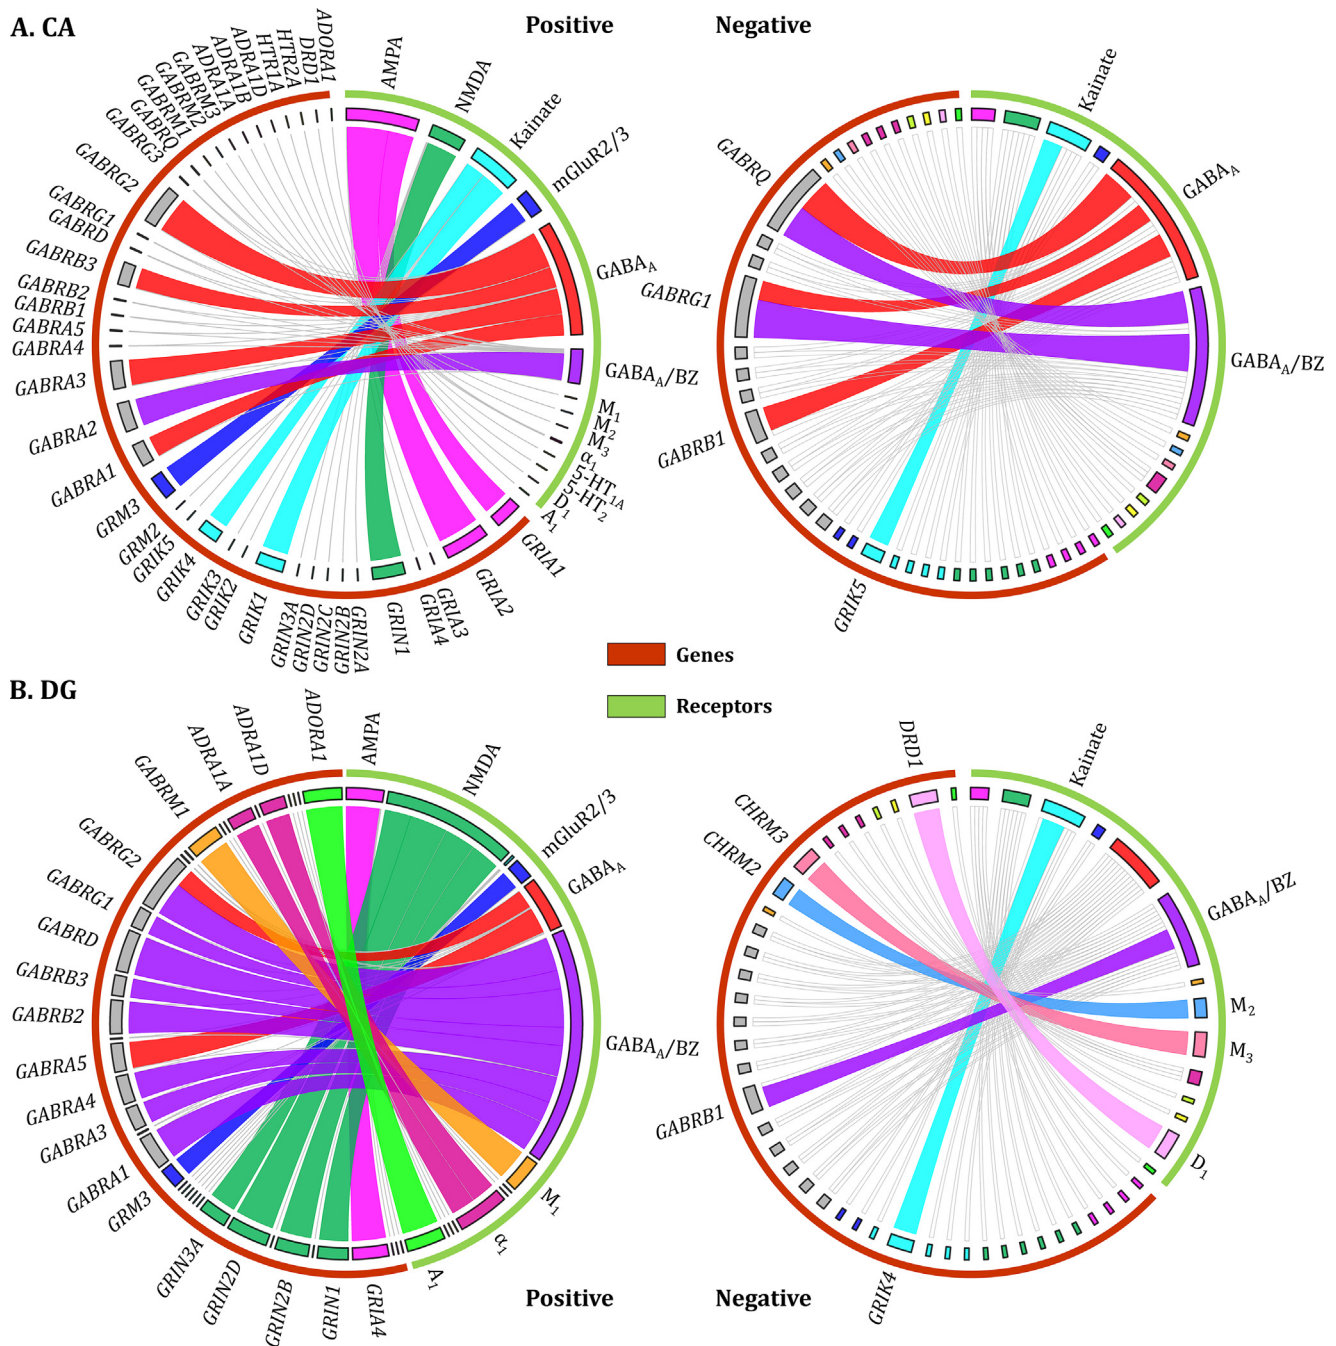 A. CA
Positive
Negative
ADORA1
DRD1
HTR2A
HTR1A
ADRA1D
ADRA1B
ADRA1A
GABRM3
GABRM2
GABRM1
GABRQ
GABRG3
GABRG2
GABRG1
GABRD
GABRB3
GABRB2
GABRB1
GABRA5
GABRA4
GABRA3
GABRA2
GABRA1
GRM3
GRM2
GRIK5
GRIK4
GRIK3
GRIK2
GRIK1
GRIN3A
GRIN2D
GRIN2C
GRIN2B
GRIN2A
GRIN1
GRIA4
GRIA3
GRIA2
GRIA1
AMPA
NMDA
Kainate
mGluR2/3
GABAA
GABAA/BZ
M1
M2
M3
α1
5-HT1A
5-HT2
D1
A1
Kainate
GABAA
GABAA/BZ
GABRQ
GABRG1
GABRB1
GRIK5
Genes
Receptors
B. DG
ADORA1
ADRA1D
ADRA1A
GABRM1
GABRG2
GABRG1
GABRD
GABRB3
GABRB2
GABRA5
GABRA4
GABRA3
GABRA1
GRM3
GRIN3A
GRIN2D
GRIN2B
GRIN1
GRIA4
AMPA
NMDA
mGluR2/3
GABAA
GABAA/BZ
M1
α1
A1
DRD1
CHRM3
CHRM2
GABRB1
GRIK4
Kainate
GABAA/BZ
M2
M3
D1
Positive
Negative